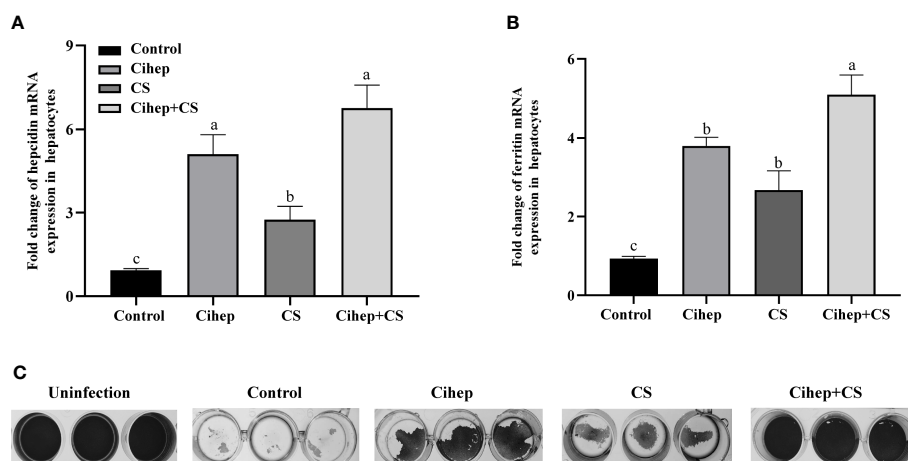 A
Fold change of hepcidin mRNA
expression in hepatocytes
9
6
3
0
Control
Cihep
CS
Cihep+CS
c
a
b
a
Control
Cihep
CS
Cihep+CS
B
Fold change of ferritin mRNA
expression in hepatocytes
6
4
2
0
c
b
b
a
Control
Cihep
CS
Cihep+CS
C
Uninfection
Control
Cihep
CS
Cihep+CS